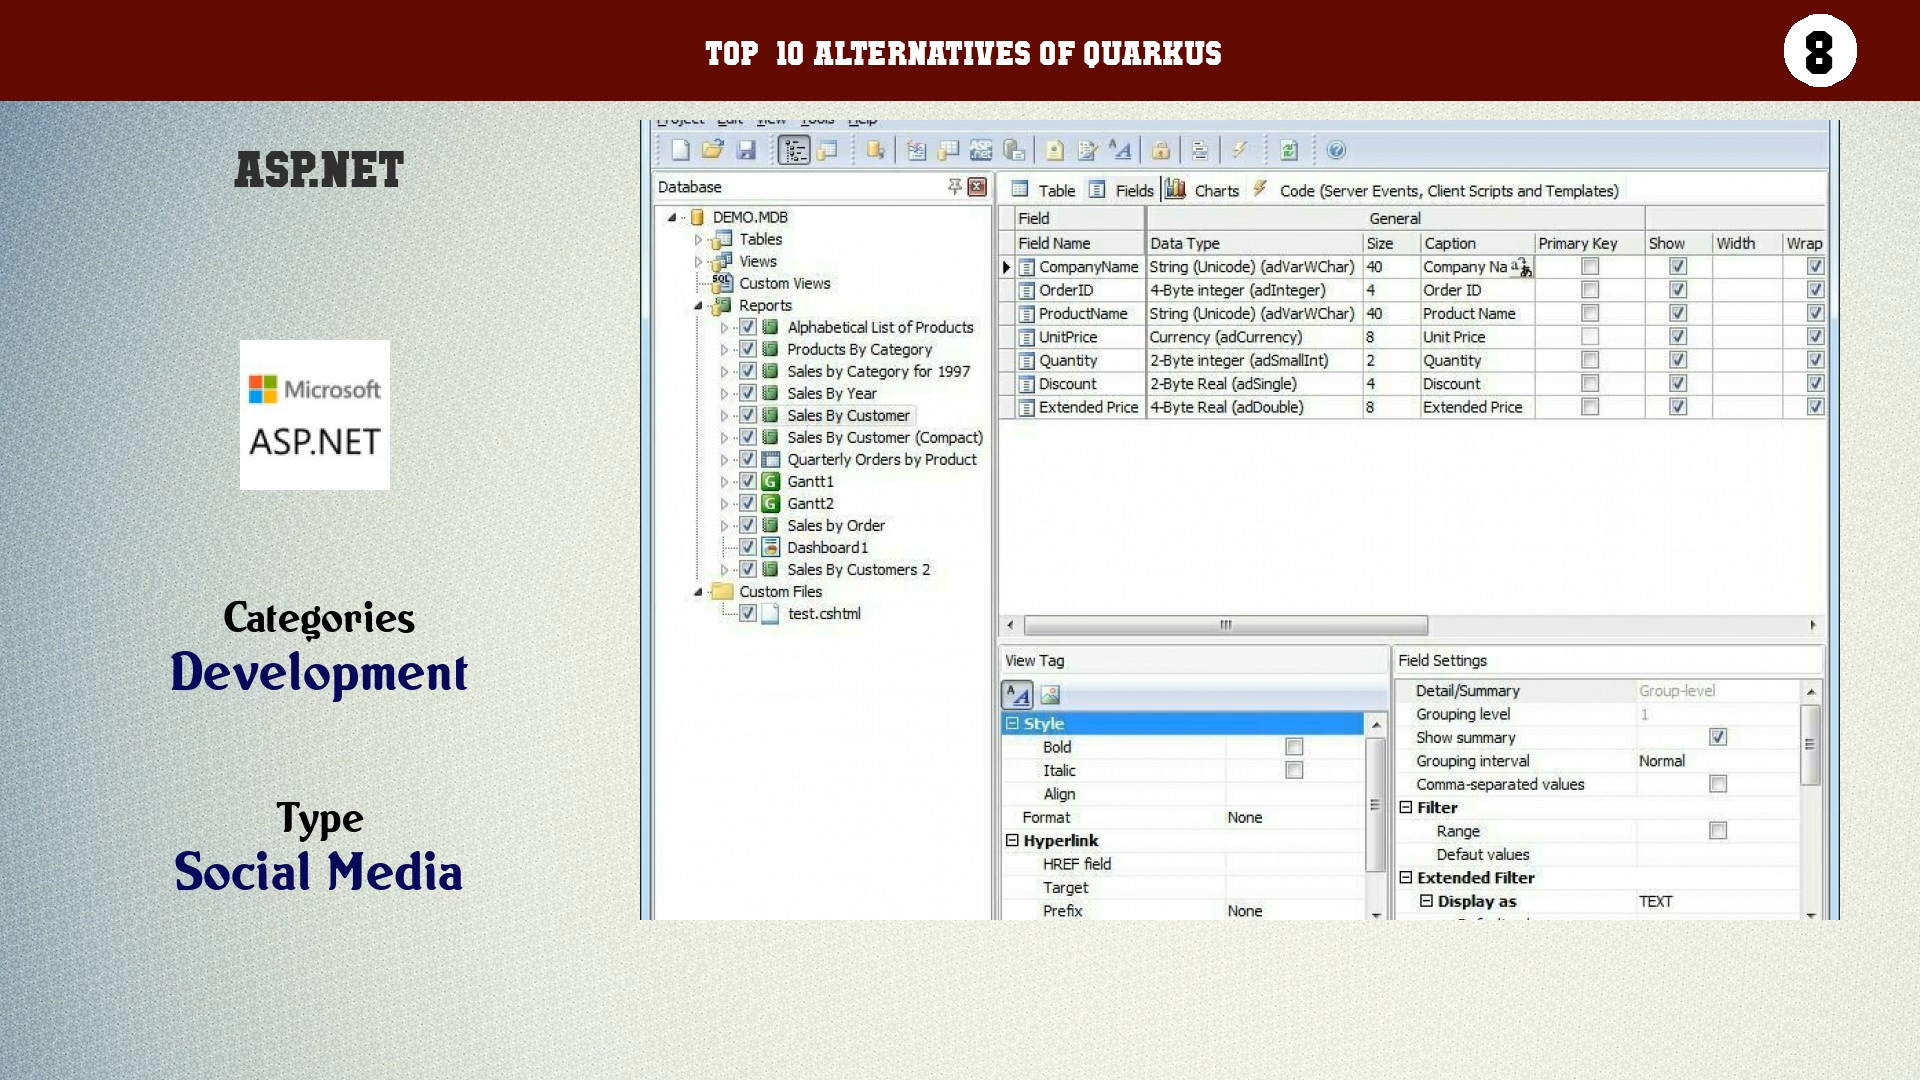 TOP 10 ALTERNATIVES OF QUARKUS
8
ASP.NET
Microsoft
ASP.NET
Categories
Development
Type
Social Media
Project Edit View Tools Help
Database
DEMO.MDB
Tables
Views
Custom Views
Reports
Alphabetical List of Products
Products By Category
Sales by Category for 1997
Sales By Year
Sales By Customer
Sales By Customer (Compact)
Quarterly Orders by Product
Gantt1
Gantt2
Sales by Order
Dashboard1
Sales By Customers 2
Custom Files
test.cshtml
Table Fields Charts Code (Server Events, Client Scripts and Templates)
Field General
Field Name Data Type Size Caption Primary Key Show Width Wrap
CompanyName String (Unicode) (adVarWChar) 40 Company Na
OrderID 4-Byte integer (adInteger) 4 Order ID
ProductName String (Unicode) (adVarWChar) 40 Product Name
UnitPrice Currency (adCurrency) 8 Unit Price
Quantity 2-Byte integer (adSmallInt) 2 Quantity
Discount 2-Byte Real (adSingle) 4 Discount
Extended Price 4-Byte Real (adDouble) 8 Extended Price
View Tag
Style
Bold
Italic
Align
Format None
Hyperlink
HREF field
Target
Prefix None
Field Settings
Detail/Summary Group-level
Grouping level 1
Show summary
Grouping interval Normal
Comma-separated values
Filter
Range
Defaut values
Extended Filter
Display as TEXT